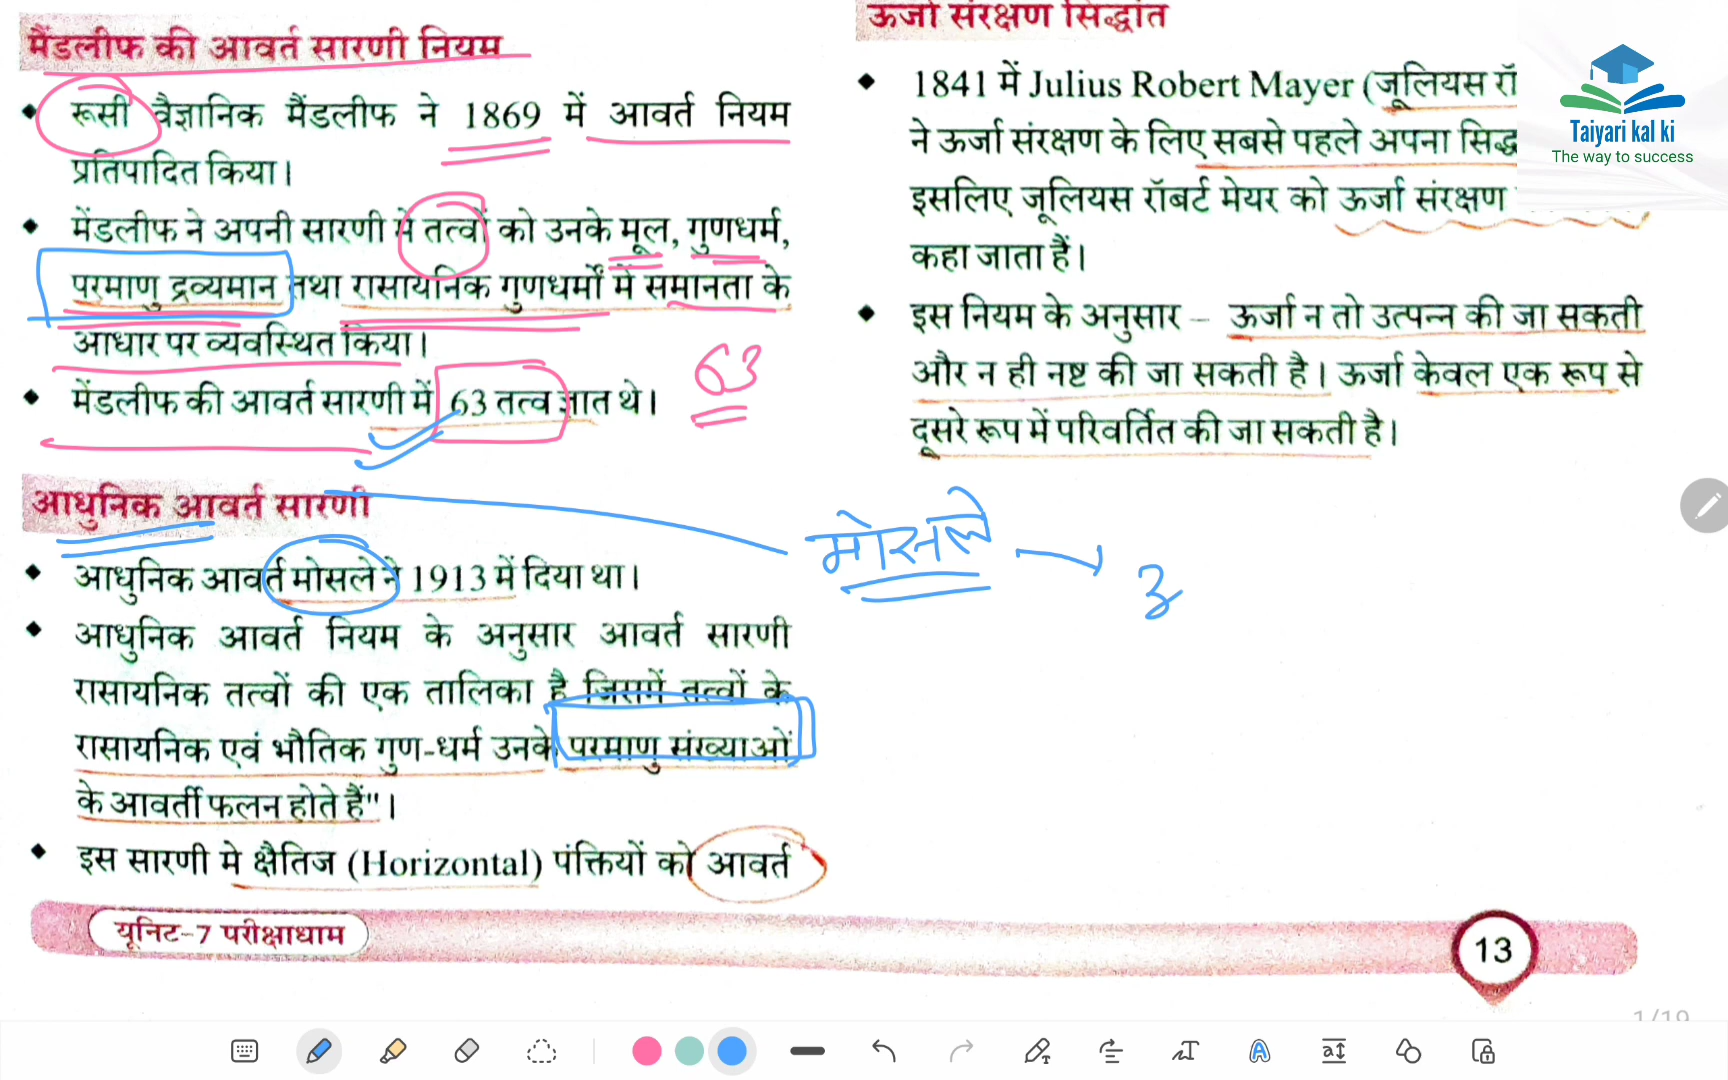 मैंडलीफ की आवर्त सारणी नियम
रूसी वैज्ञानिक मैंडलीफ ने 1869 में आवर्त नियम
प्रतिपादित किया।
मेंडलीफ ने अपनी सारणी मे तत्वों को उनके मूल, गुणधर्म,
परमाणु द्रव्यमान तथा रासायनिक गुणधर्मों में समानता के
आधार पर व्यवस्थित किया।
मेंडलीफ की आवर्त सारणी में 63 तत्व ज्ञात थे।
63
आधुनिक आवर्त सारणी
आधुनिक आवर्त मोसले ने 1913 में दिया था।
आधुनिक आवर्त नियम के अनुसार आवर्त सारणी
रासायनिक तत्वों की एक तालिका है जिसमें तत्वों के
रासायनिक एवं भौतिक गुण-धर्म उनके परमाणु संख्याओं
के आवर्ती फलन होते हैं"।
इस सारणी मे क्षैतिज (Horizontal) पंक्तियों को आवर्त
ऊर्जा संरक्षण सिद्धांत
1841 में Julius Robert Mayer (जूलियस रॉ
ने ऊर्जा संरक्षण के लिए सबसे पहले अपना सिद्ध
इसलिए जूलियस रॉबर्ट मेयर को ऊर्जा संरक्षण
कहा जाता हैं।
इस नियम के अनुसार – ऊर्जा न तो उत्पन्न की जा सकती
और न ही नष्ट की जा सकती है। ऊर्जा केवल एक रूप से
दूसरे रूप में परिवर्तित की जा सकती है।
मोसले
Taiyari kal ki
The way to success
यूनिट-7 परीक्षाधाम
13